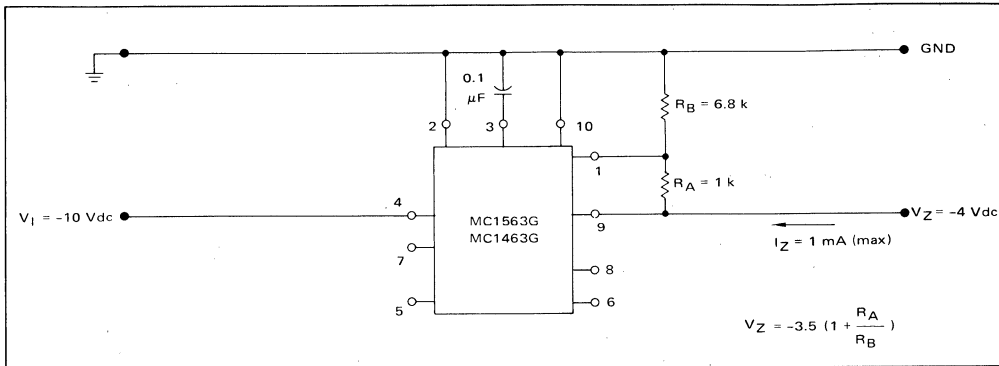 GND
0.1
μF
R_B = 6.8 k
2
3
10
1
R_A = 1 k
4
V_I = -10 Vdc
MC1563G
MC1463G
9
V_Z = -4 Vdc
I_Z = 1 mA (max)
7
8
5
6
V_Z = -3.5 (1 + R_A / R_B)